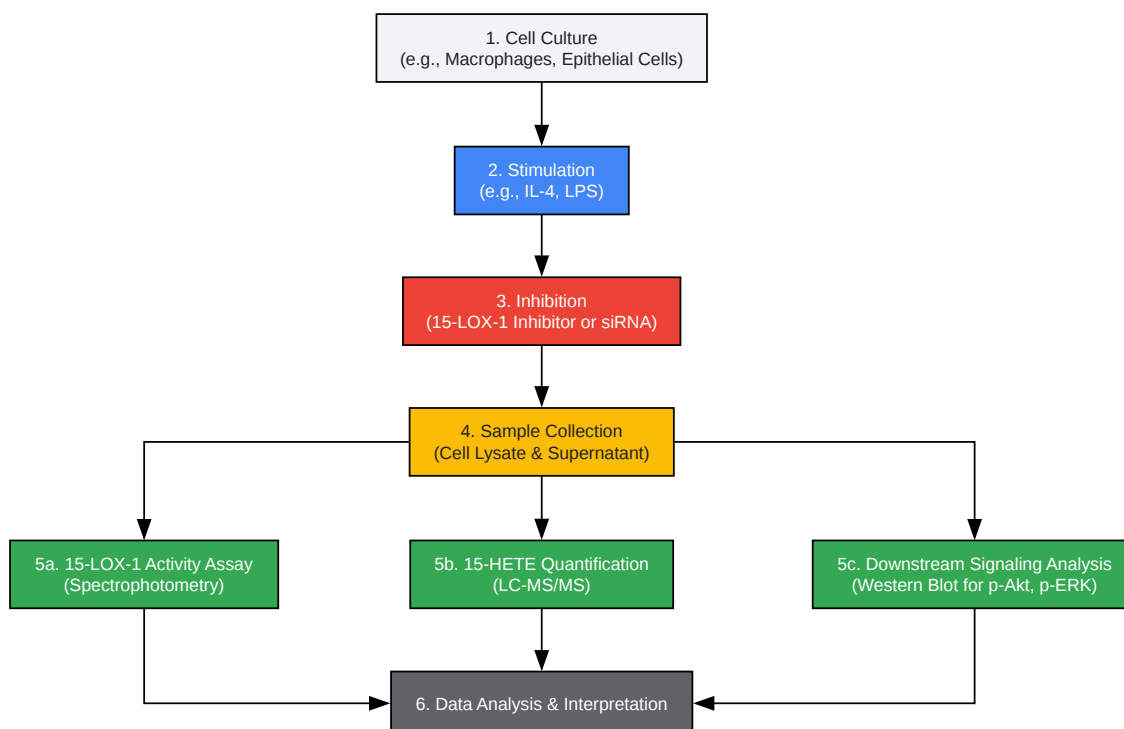 1. Cell Culture
(e.g., Macrophages, Epithelial Cells)
2. Stimulation
(e.g., IL-4, LPS)
3. Inhibition
(15-LOX-1 Inhibitor or siRNA)
4. Sample Collection
(Cell Lysate & Supernatant)
5a. 15-LOX-1 Activity Assay
(Spectrophotometry)
5b. 15-HETE Quantification
(LC-MS/MS)
5c. Downstream Signaling Analysis
(Western Blot for p-Akt, p-ERK)
6. Data Analysis & Interpretation